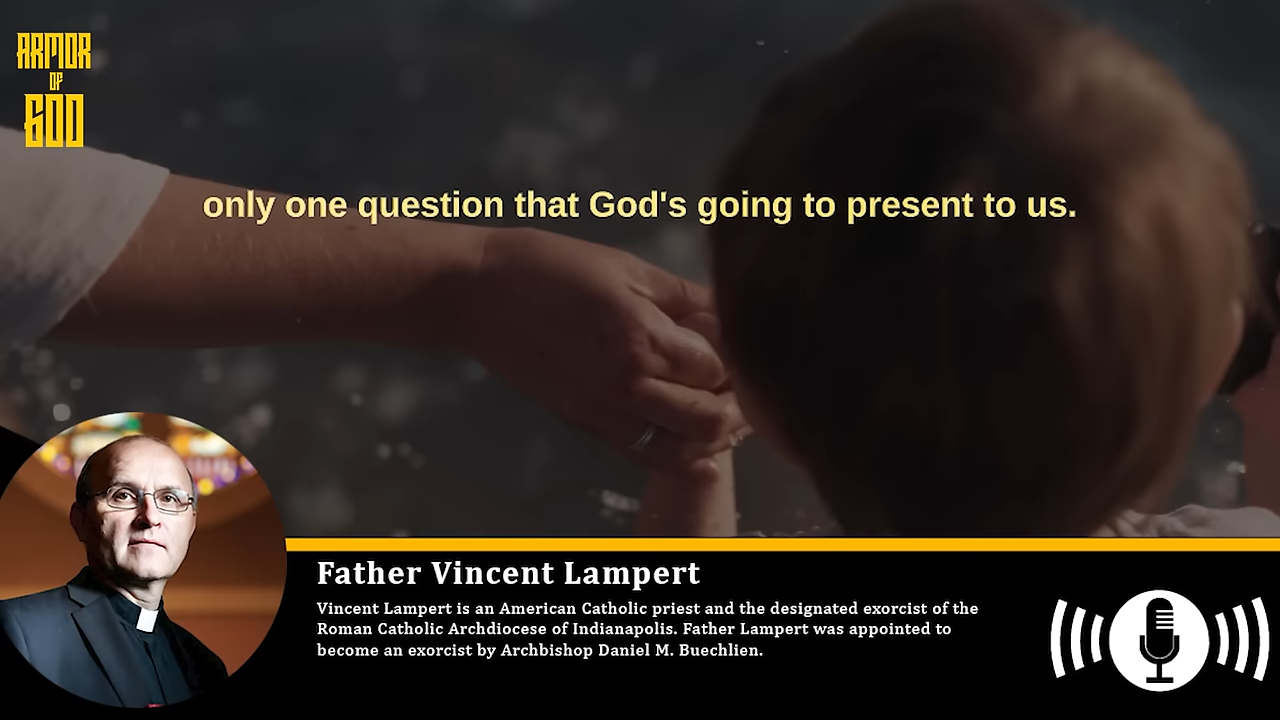 ARMOR
OF
GOD
only one question that God's going to present to us.
Father Vincent Lampert
Vincent Lampert is an American Catholic priest and the designated exorcist of the
Roman Catholic Archdiocese of Indianapolis. Father Lampert was appointed to
become an exorcist by Archbishop Daniel M. Buechlien.